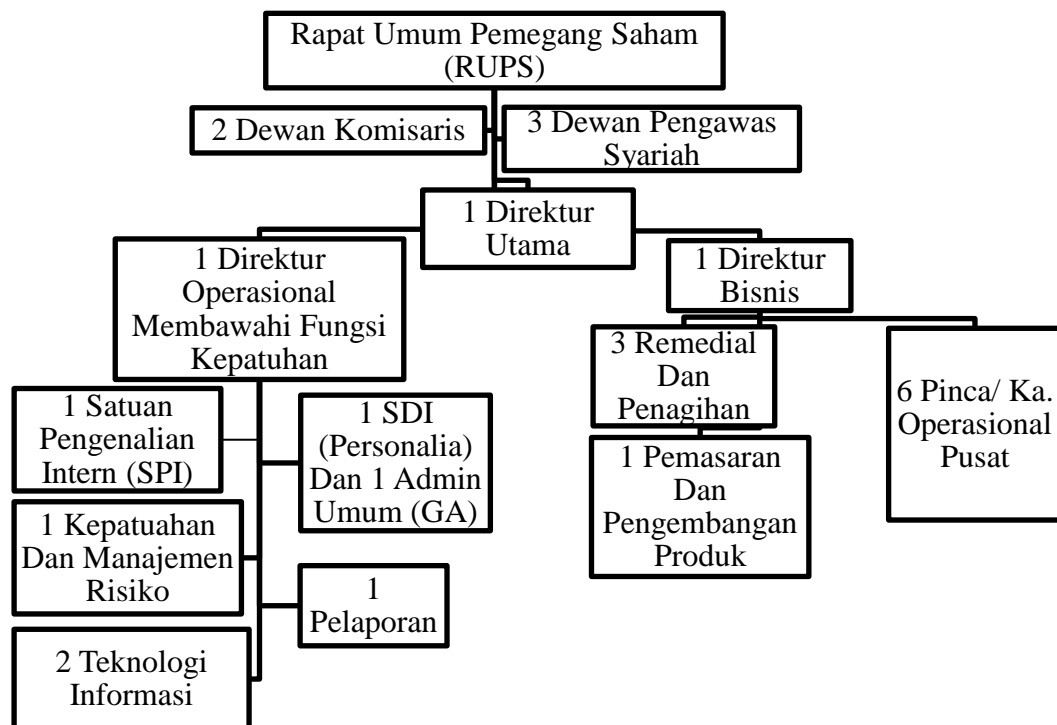 Rapat Umum Pemegang Saham
(RUPS)
2 Dewan Komisaris
3 Dewan Pengawas
Syariah
1 Direktur
Utama
1 Direktur
Operasional
Membawahi Fungsi
Kepatuhan
1 Direktur
Bisnis
1 Satuan
Pengenalian
Intern (SPI)
1 SDI
(Personalia)
Dan 1 Admin
Umum (GA)
1 Kepatuahan
Dan Manajemen
Risiko
1
Pelaporan
2 Teknologi
Informasi
3 Remedial
Dan
Penagihan
1 Pemasaran
Dan
Pengembangan
Produk
6 Pinca/ Ka.
Operasional
Pusat